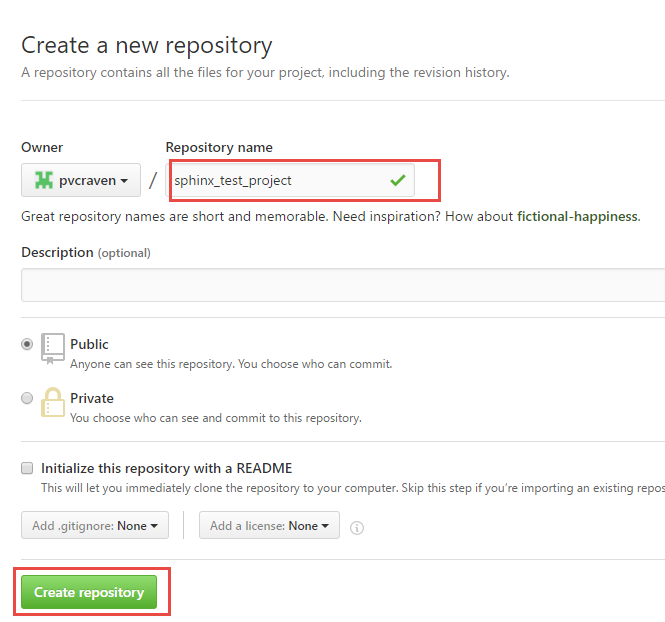 Create a new repository
A repository contains all the files for your project, including the revision history.
Owner
Repository name
pvcraven / sphinx_test_project
Great repository names are short and memorable. Need inspiration? How about fictional-happiness.
Description (optional)
Public
Anyone can see this repository. You choose who can commit.
Private
You choose who can see and commit to this repository.
Initialize this repository with a README
This will let you immediately clone the repository to your computer. Skip this step if you're importing an existing repos
Add .gitignore: None
Add a license: None
Create repository